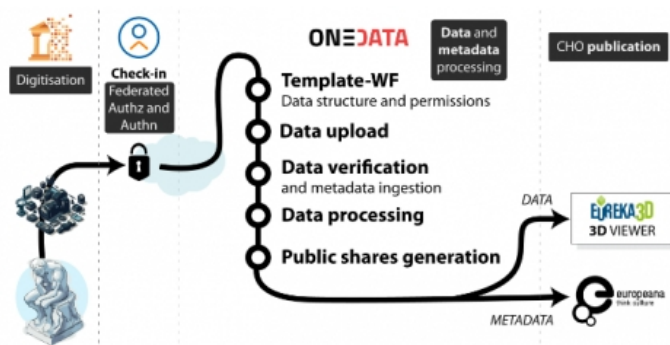 Digitisation
Check-in
Federated
Authz and
Authn
ONEDATA
Data and
metadata
processing
CHO publication
Template-WF
Data structure and permissions
Data upload
Data verification
and metadata ingestion
Data processing
Public shares generation
DATA
EUREKA3D
3D VIEWER
METADATA
europeana
think culture